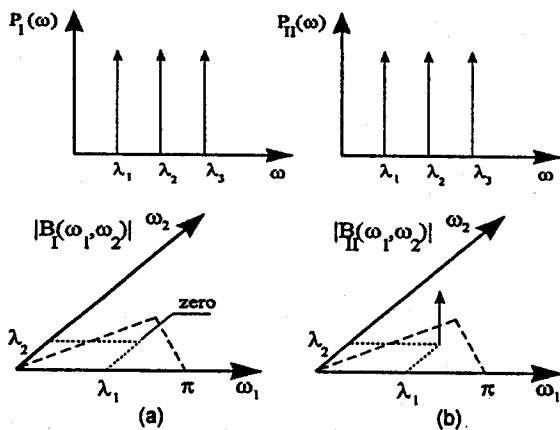 P_I(ω)
λ₁ λ₂ λ₃ ω
P_II(ω)
λ₁ λ₂ λ₃ ω
|B_I(ω₁,ω₂)|
ω₂
zero
λ₂
λ₁ π ω₁
(a)
|B_II(ω₁,ω₂)|
ω₂
λ₂
λ₁ π ω₁
(b)